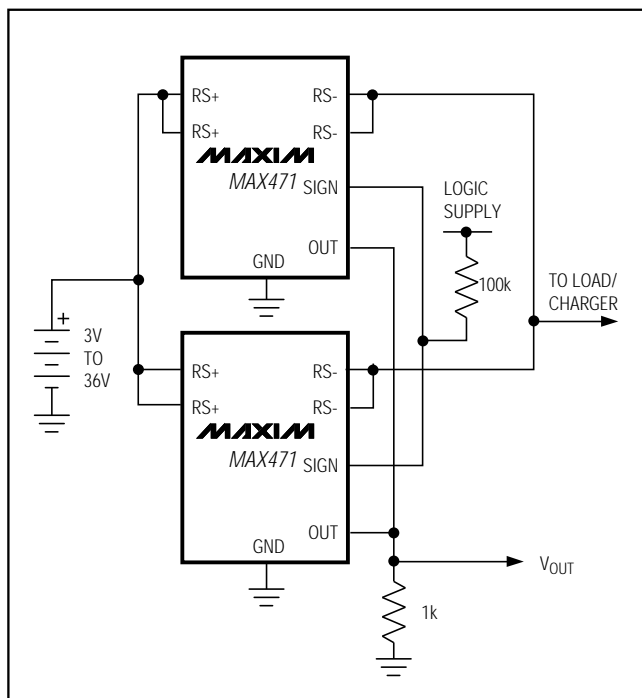 RS+
RS-
RS+
RS-
MAXIM
MAX471
SIGN
OUT
GND
LOGIC
SUPPLY
100k
TO LOAD/
CHARGER
+
3V
TO
36V
RS+
RS-
RS+
RS-
MAXIM
MAX471
SIGN
OUT
GND
VOUT
1k